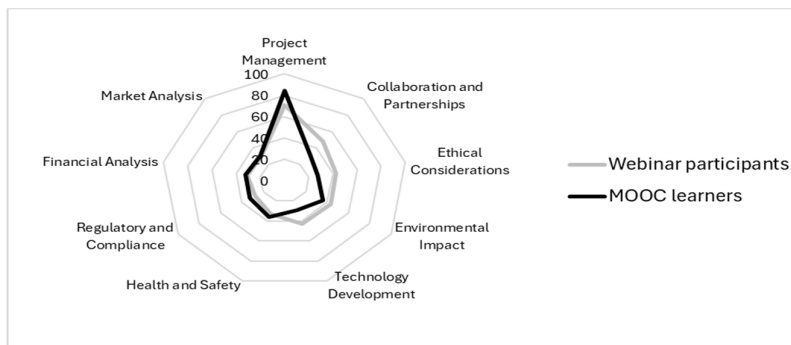 Project
Management
100
80
60
40
20
0
Collaboration and
Partnerships
Ethical
Considerations
Environmental
Impact
Technology
Development
Health and Safety
Regulatory and
Compliance
Financial Analysis
Market Analysis
Webinar participants
MOOC learners